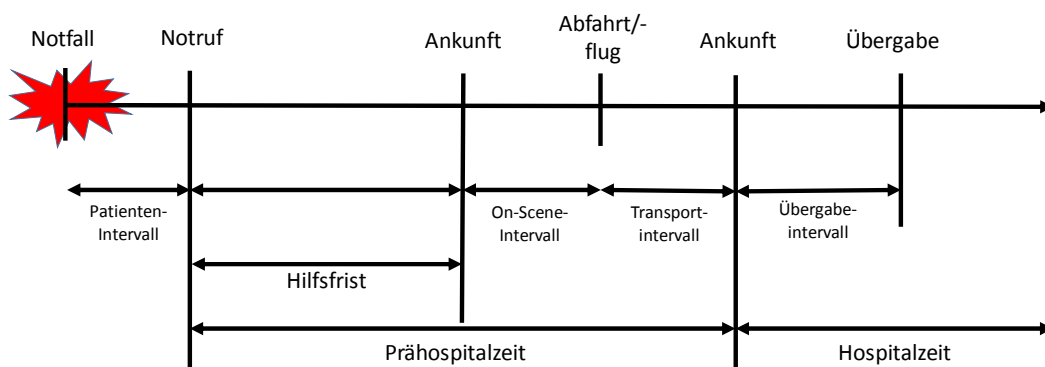 Notfall
Notruf
Ankunft
Abfahrt/-
flug
Ankunft
Übergabe
Patienten-
Intervall
On-Scene-
Intervall
Transport-
intervall
Übergabe-
intervall
Hilfsfrist
Prähospitalzeit
Hospitalzeit